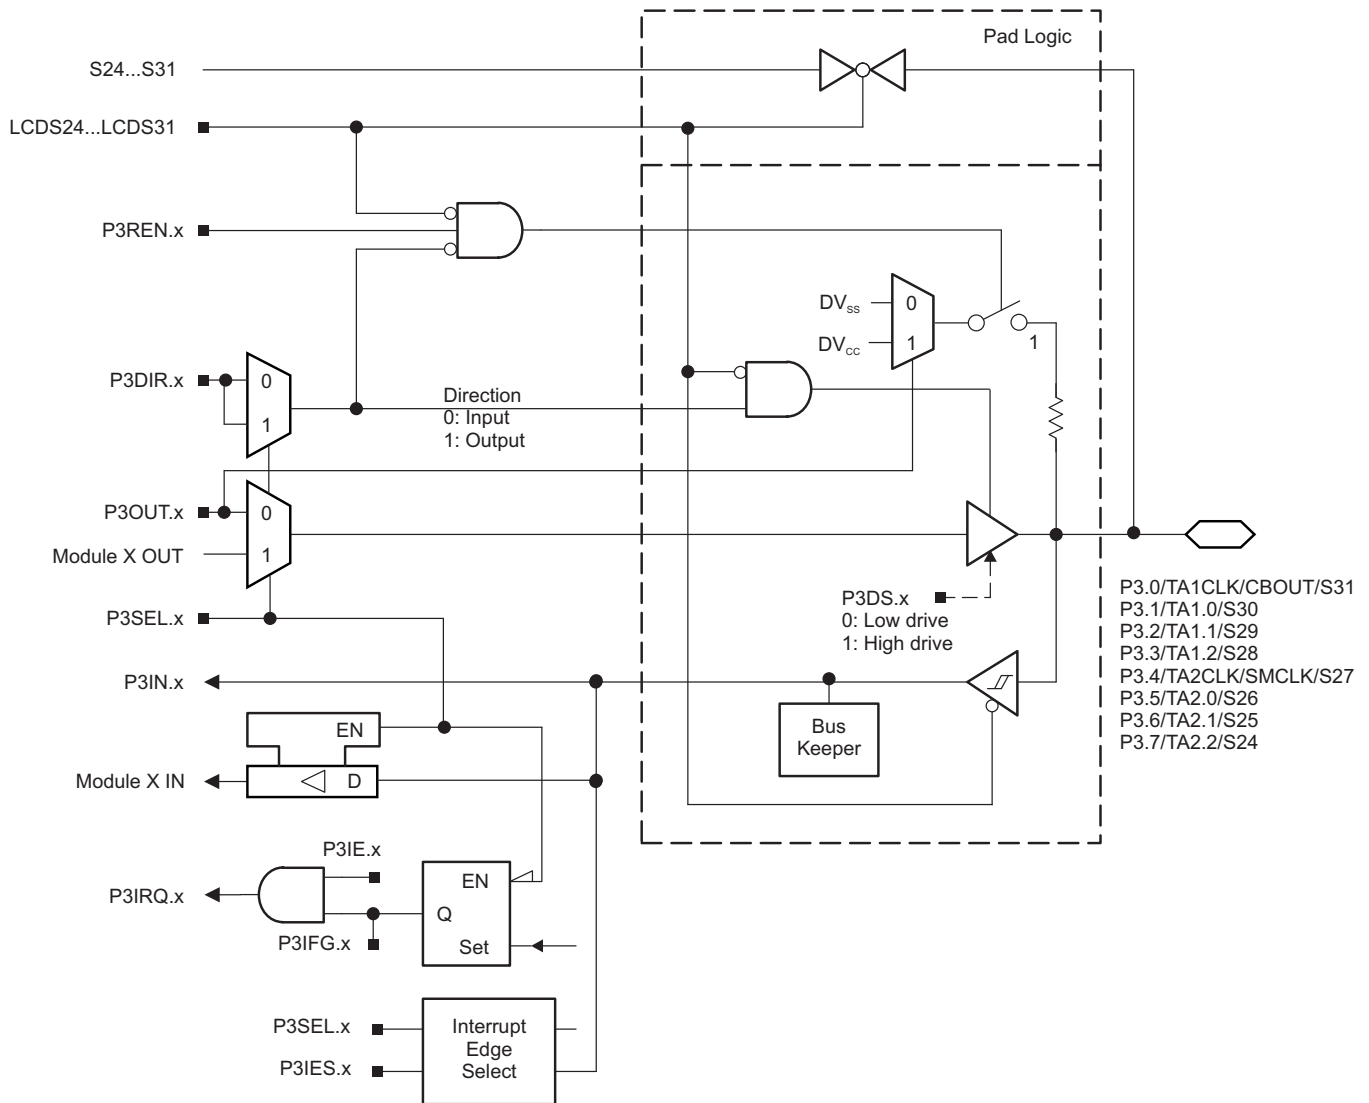 Pad Logic
S24...S31
LCDS24...LCDS31
P3REN.x
DVSS
0
DVCC
1
1
P3DIR.x
0
1
Direction
0: Input
1: Output
P3OUT.x
0
Module X OUT
1
P3DS.x
0: Low drive
1: High drive
P3SEL.x
P3.0/TA1CLK/CBOUT/S31
P3.1/TA1.0/S30
P3.2/TA1.1/S29
P3.3/TA1.2/S28
P3.4/TA2CLK/SMCLK/S27
P3.5/TA2.0/S26
P3.6/TA2.1/S25
P3.7/TA2.2/S24
P3IN.x
Bus
Keeper
EN
Module X IN
D
P3IE.x
P3IRQ.x
EN
Q
P3IFG.x
Set
P3SEL.x
P3IES.x
Interrupt
Edge
Select